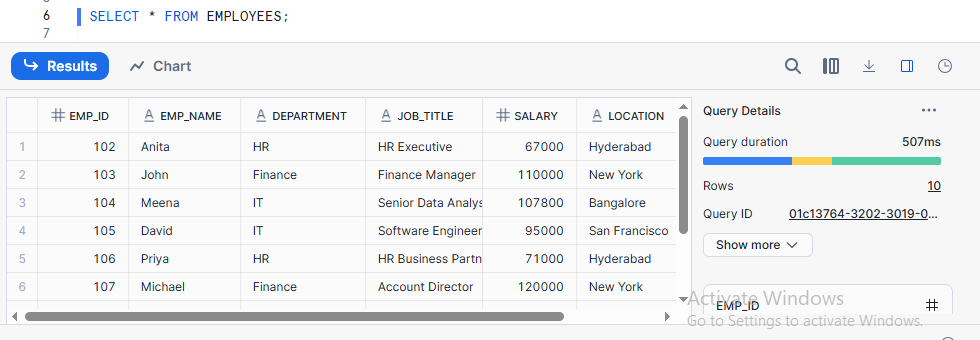 6 SELECT * FROM EMPLOYEES;
7
Results Chart
EMP_ID EMP_NAME DEPARTMENT JOB_TITLE SALARY LOCATION
1 102 Anita HR HR Executive 67000 Hyderabad
2 103 John Finance Finance Manager 110000 New York
3 104 Meena IT Senior Data Analys 107800 Bangalore
4 105 David IT Software Engineer 95000 San Francisco
5 106 Priya HR HR Business Partn 71000 Hyderabad
6 107 Michael Finance Account Director 120000 New York
Query Details ...
Query duration 507ms
Rows 10
Query ID 01c13764-3202-3019-0...
Show more
EMP_ID
Activate Windows
Go to Settings to activate Windows.